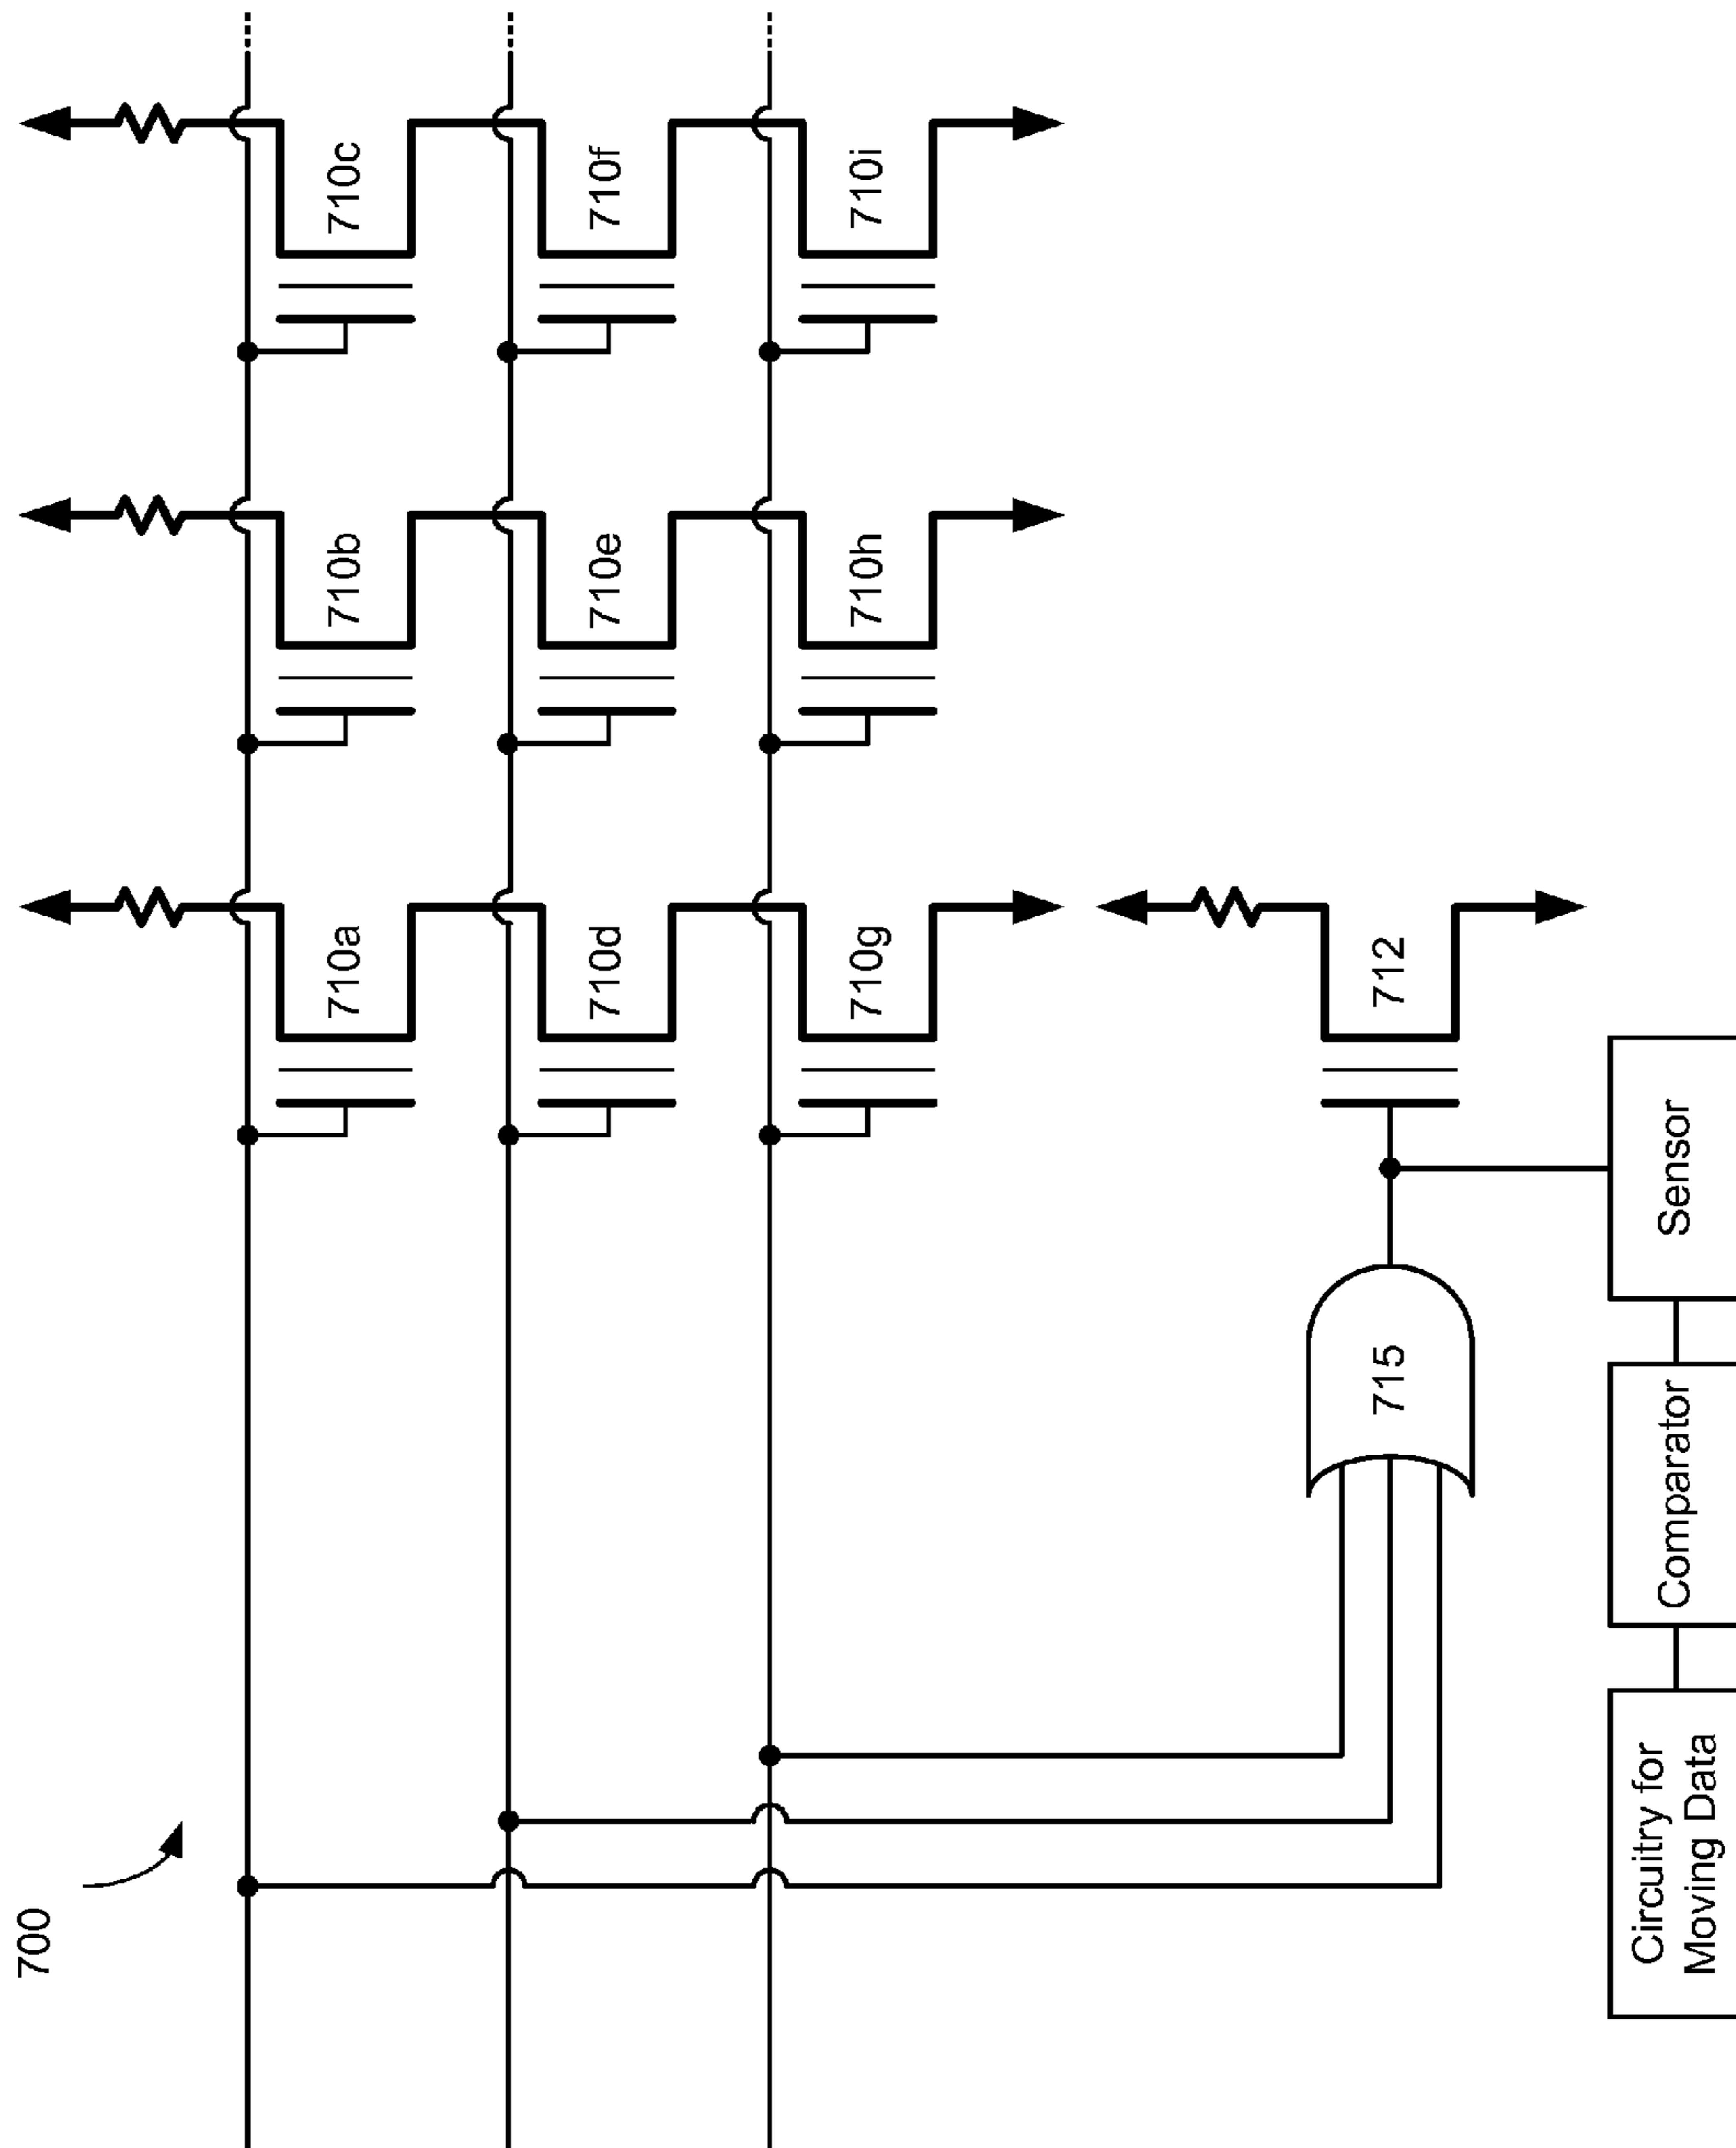 700
710a
710b
710c
710d
710e
710f
710g
710h
710i
712
715
Circuitry for
Moving Data
Comparator
Sensor